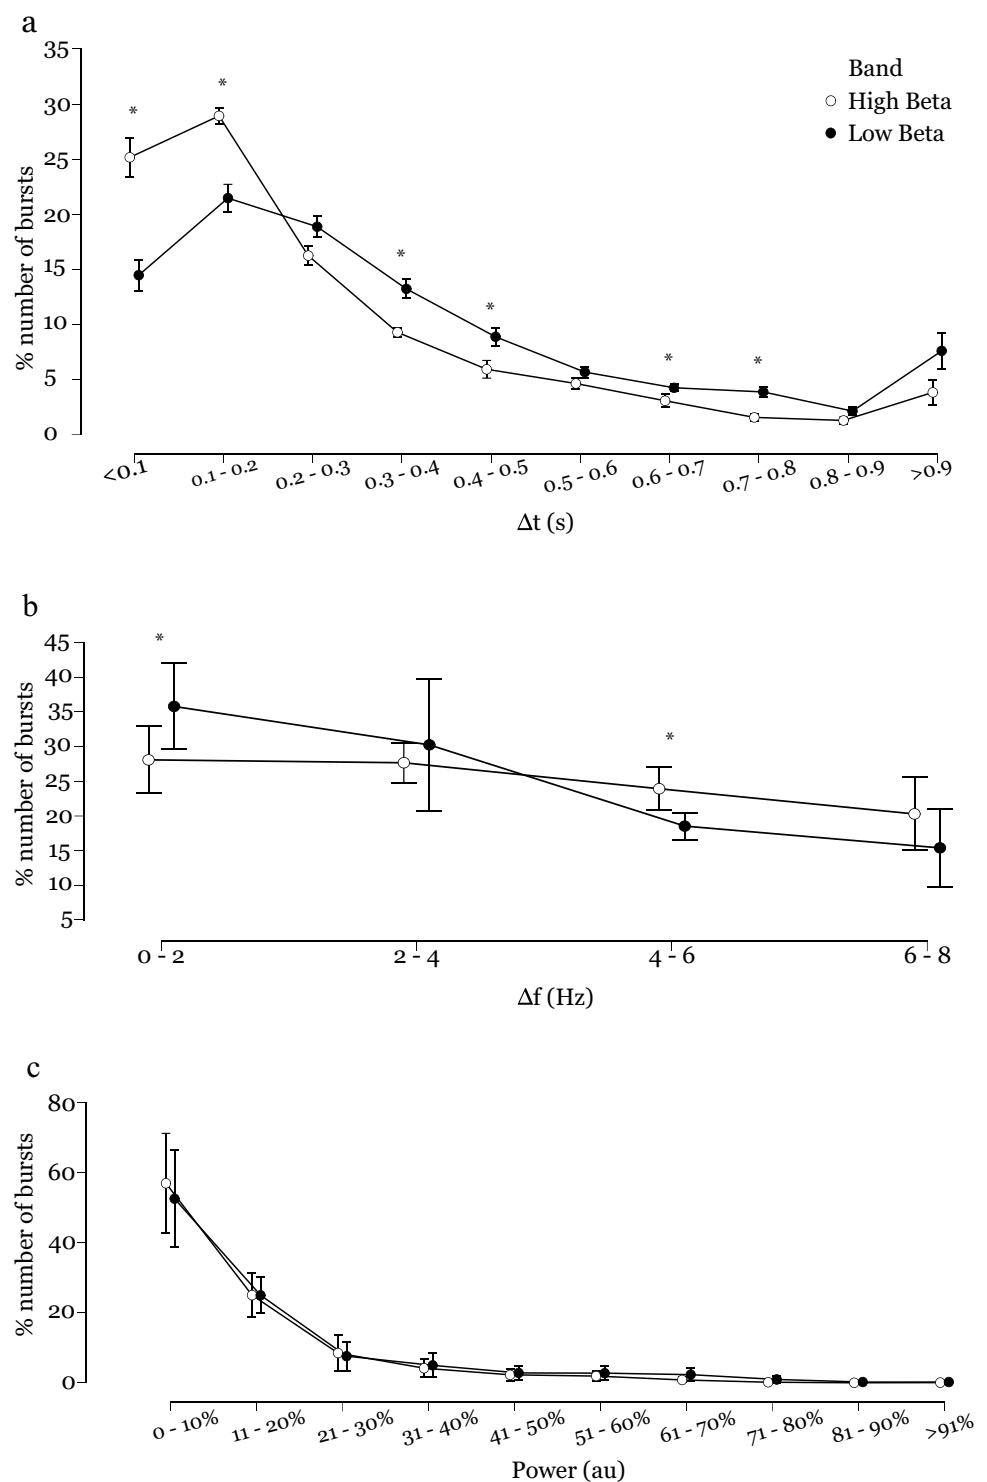 a
35
30
25
20
15
10
5
0
% number of bursts
* * * * * *
Band
High Beta
Low Beta
<0.1 0.1 - 0.2 0.2 - 0.3 0.3 - 0.4 0.4 - 0.5 0.5 - 0.6 0.6 - 0.7 0.7 - 0.8 0.8 - 0.9 >0.9
Δt (s)
b
45
40
35
30
25
20
15
10
5
% number of bursts
* *
0 - 2 2 - 4 4 - 6 6 - 8
Δf (Hz)
c
80
60
40
20
0
% number of bursts
0 - 10% 11 - 20% 21 - 30% 31 - 40% 41 - 50% 51 - 60% 61 - 70% 71 - 80% 81 - 90% >91%
Power (au)